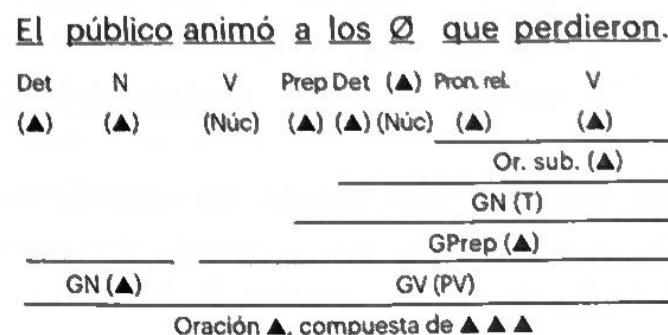 El público animó a los Ø que perdieron.
Det N V Prep Det (▲) Pron. rel. V
(▲) (▲) (Núc) (▲) (▲) (Núc) (▲) (▲)
Or. sub. (▲)
GN (T)
GPrep (▲)
GN (▲) GV (PV)
Oración ▲, compuesta de ▲ ▲ ▲